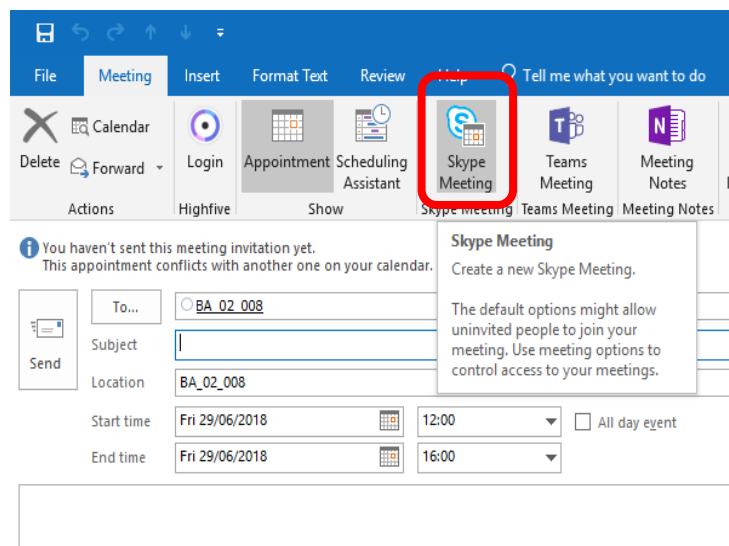 File Meeting Insert Format Text Review Help Tell me what you want to do
Delete Calendar Forward Login Appointment Scheduling Assistant Skype Meeting Teams Meeting Meeting Notes
Actions Highfive Show Skype Meeting Teams Meeting Meeting Notes
You haven't sent this meeting invitation yet.
This appointment conflicts with another one on your calendar.
Skype Meeting
Create a new Skype Meeting.
The default options might allow
uninvited people to join your
meeting. Use meeting options to
control access to your meetings.
Send
To... BA_02_008
Subject
Location BA_02_008
Start time Fri 29/06/2018 12:00 All day event
End time Fri 29/06/2018 16:00